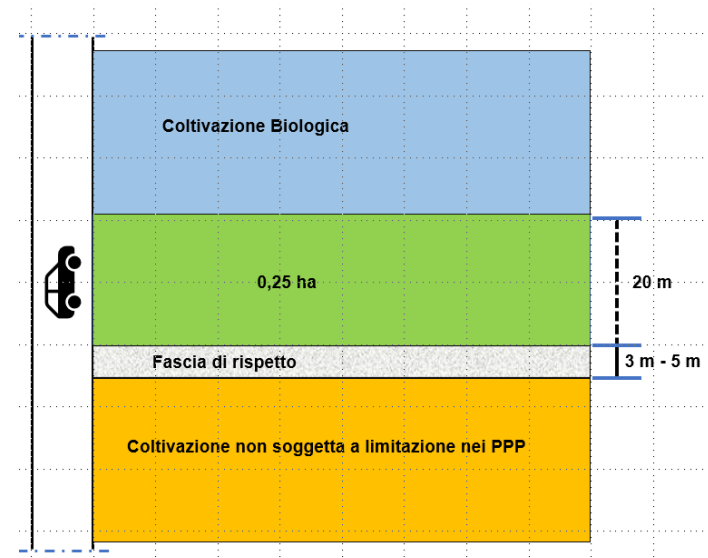 Coltivazione Biologica
0,25 ha
20 m
Fascia di rispetto
3 m - 5 m
Coltivazione non soggetta a limitazione nei PPP